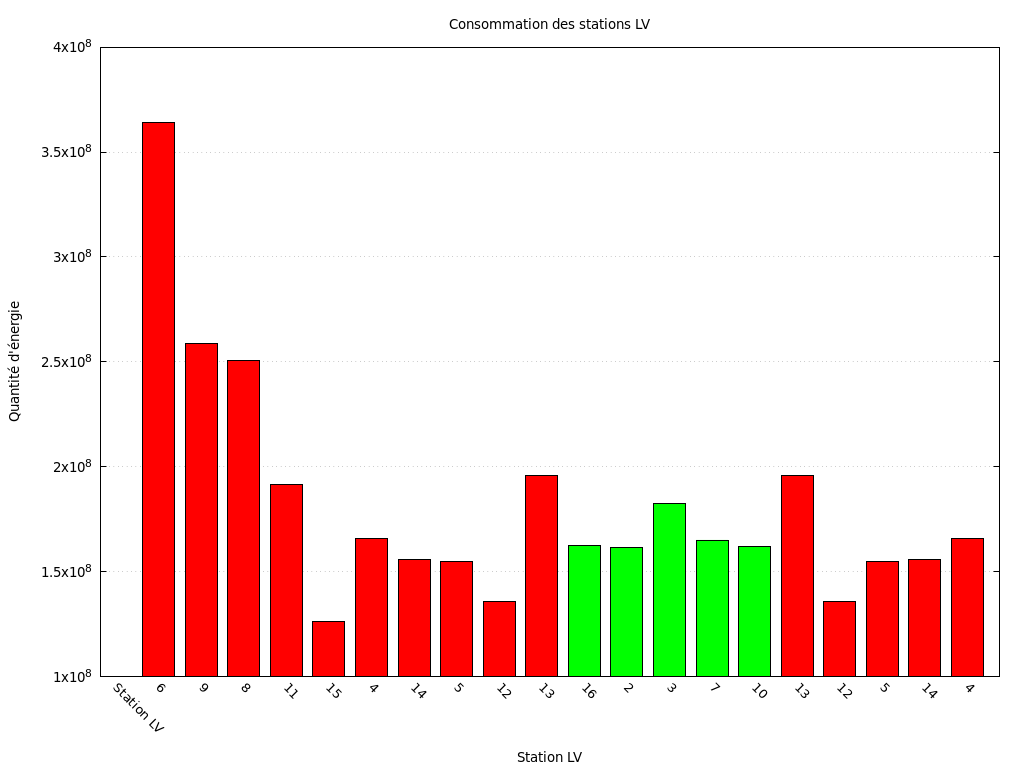 Consommation des stations LV
4x10⁸
3.5x10⁸
3x10⁸
2.5x10⁸
2x10⁸
1.5x10⁸
1x10⁸
Quantité d'énergie
Station LV 6 9 8 11 15 4 14 5 12 13 16 2 3 7 10 13 12 5 14 4
Station LV